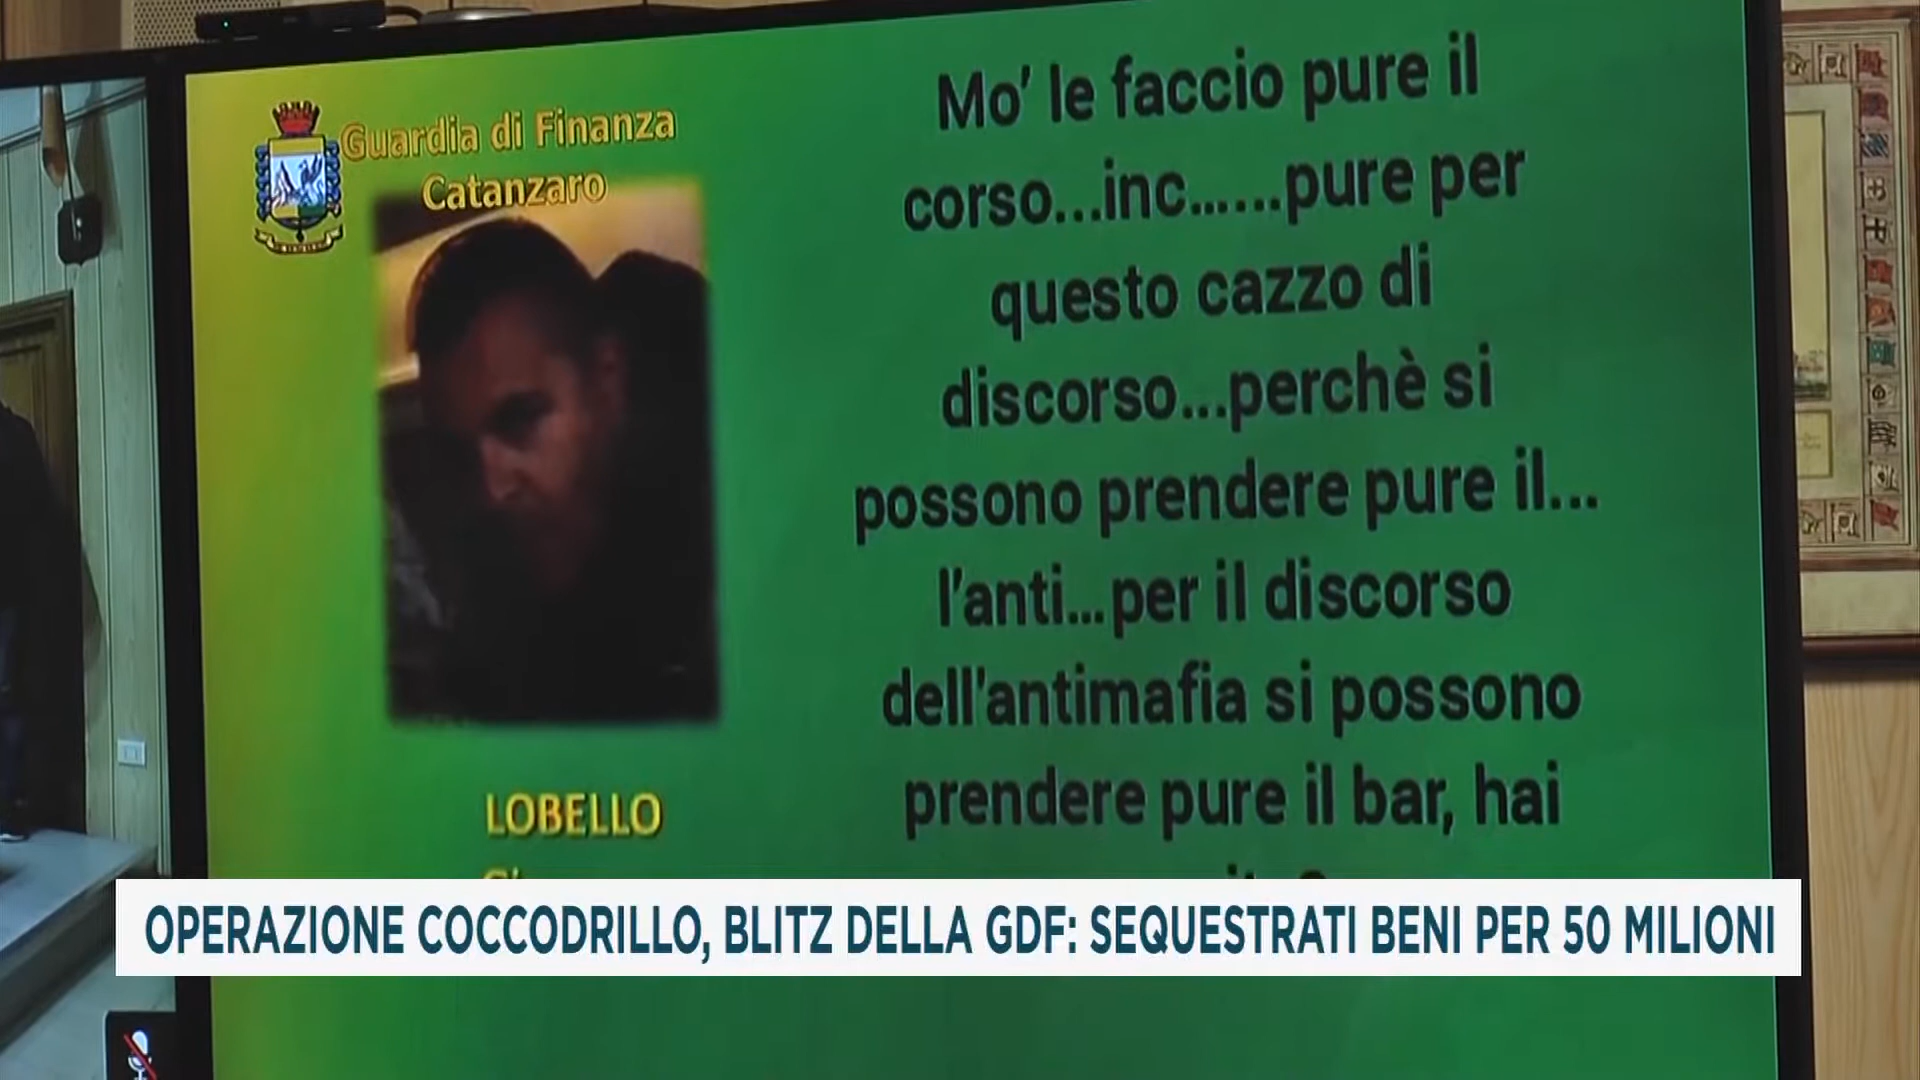 Guardia di Finanza
Catanzaro
LOBELLO
Mo' le faccio pure il
corso...inc......pure per
questo cazzo di
discorso...perchè si
possono prendere pure il...
l'anti...per il discorso
dell'antimafia si possono
prendere pure il bar, hai
OPERAZIONE COCCODRILLO, BLITZ DELLA GDF: SEQUESTRATI BENI PER 50 MILIONI